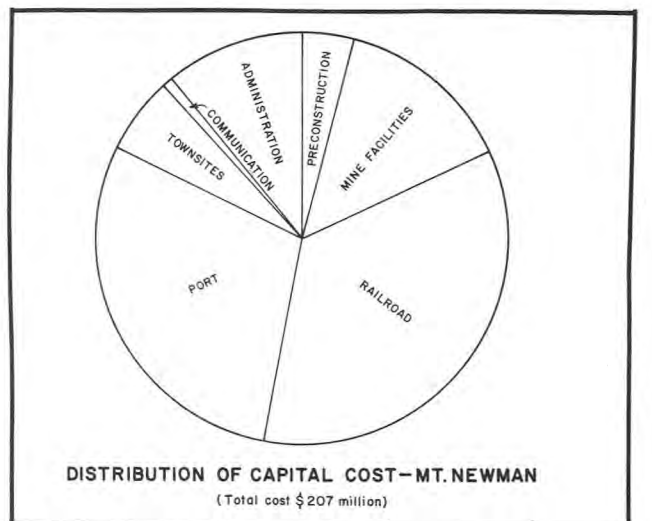 PRECONSTRUCTION
MINE FACILITIES
RAILROAD
PORT
TOWNSITES
COMMUNICATION
ADMINISTRATION
DISTRIBUTION OF CAPITAL COST—MT. NEWMAN
(Total cost $207 million)